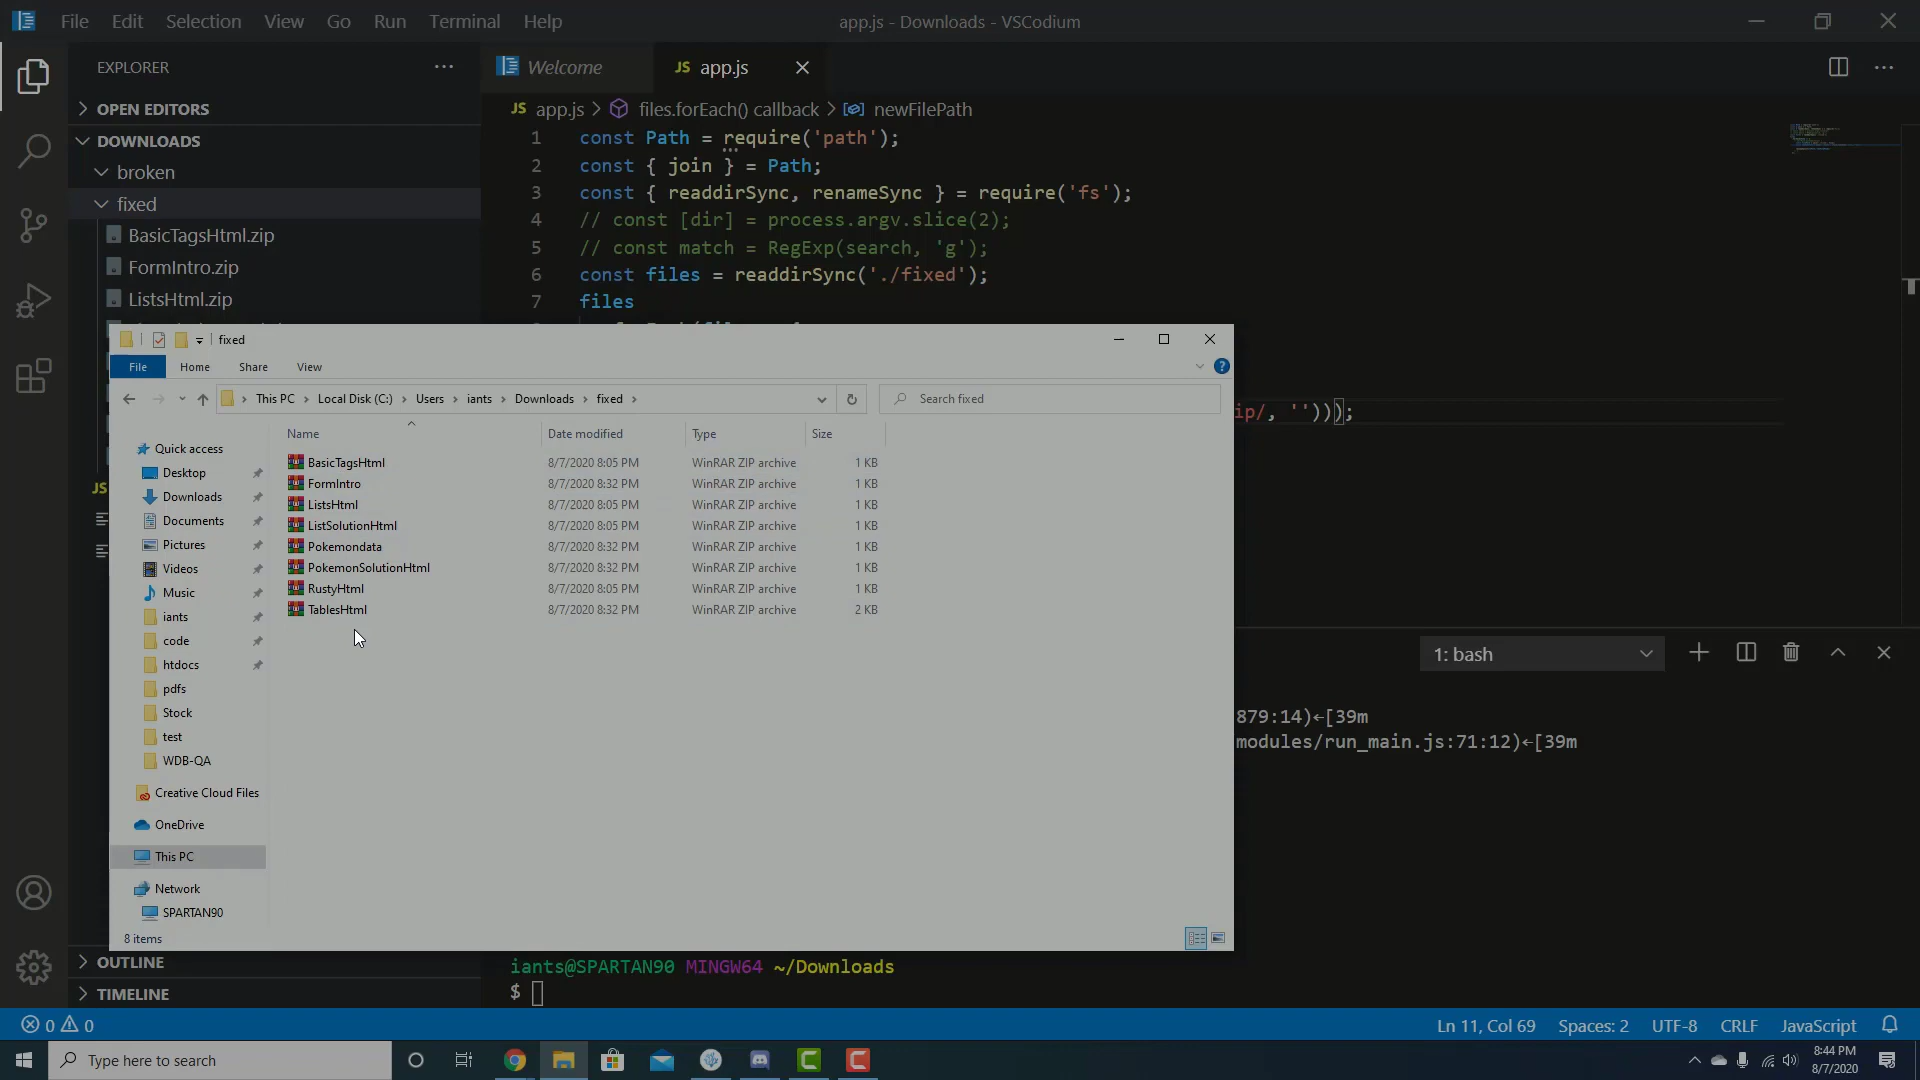 File Edit Selection View Go Run Terminal Help
app.js - Downloads - VSCodium
EXPLORER
OPEN EDITORS
DOWNLOADS
broken
fixed
BasicTagsHtml.zip
FormIntro.zip
ListsHtml.zip
JS
Welcome
JS app.js
JS app.js files.forEach() callback newFilePath
1 const Path = require('path');
2 const { join } = Path;
3 const { readdirSync, renameSync } = require('fs');
4 // const [dir] = process.argv.slice(2);
5 // const match = RegExp(search, 'g');
6 const files = readdirSync('./fixed');
7 files
ip/, '')));
fixed
File Home Share View
This PC Local Disk (C:) Users iants Downloads fixed
Search fixed
Quick access
Desktop
Downloads
Documents
Pictures
Videos
Music
iants
code
htdocs
pdfs
Stock
test
WDB-QA
Creative Cloud Files
OneDrive
This PC
Network
SPARTAN90
8 items
Name Date modified Type Size
BasicTagsHtml 8/7/2020 8:05 PM WinRAR ZIP archive 1 KB
FormIntro 8/7/2020 8:32 PM WinRAR ZIP archive 1 KB
ListsHtml 8/7/2020 8:05 PM WinRAR ZIP archive 1 KB
ListSolutionHtml 8/7/2020 8:05 PM WinRAR ZIP archive 1 KB
Pokemondata 8/7/2020 8:32 PM WinRAR ZIP archive 1 KB
PokemonSolutionHtml 8/7/2020 8:32 PM WinRAR ZIP archive 1 KB
RustyHtml 8/7/2020 8:05 PM WinRAR ZIP archive 1 KB
TablesHtml 8/7/2020 8:32 PM WinRAR ZIP archive 2 KB
1: bash
879:14)←[39m
modules/run_main.js:71:12)←[39m
iants@SPARTAN90 MINGW64 ~/Downloads
$
OUTLINE
TIMELINE
0 0
Ln 11, Col 69 Spaces: 2 UTF-8 CRLF JavaScript
Type here to search
8:44 PM
8/7/2020